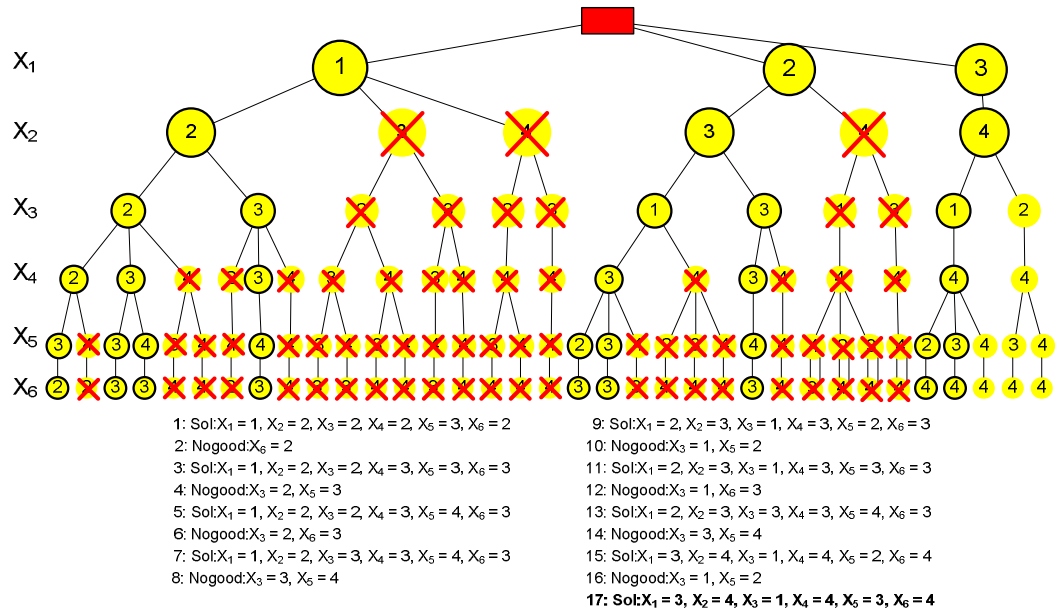 X₁ 1 2 3
X₂ 2 3 4 3 4 4
X₃ 2 3 1 3 1 3 1 2
X₄ 2 3 4 3 4 4 4 4 3 4 3 4 4 4 4 4
X₅ 3 3 4 4 2 3 4 2 3 4 3 4
X₆ 2 3 3 3 3 3 3 4 4 4 4 4
1: Sol:X₁ = 1, X₂ = 2, X₃ = 2, X₄ = 2, X₅ = 3, X₆ = 2
2: Nogood:X₆ = 2
3: Sol:X₁ = 1, X₂ = 2, X₃ = 2, X₄ = 3, X₅ = 3, X₆ = 3
4: Nogood:X₃ = 2, X₅ = 3
5: Sol:X₁ = 1, X₂ = 2, X₃ = 2, X₄ = 3, X₅ = 4, X₆ = 3
6: Nogood:X₃ = 2, X₆ = 3
7: Sol:X₁ = 1, X₂ = 2, X₃ = 3, X₄ = 3, X₅ = 4, X₆ = 3
8: Nogood:X₃ = 3, X₅ = 4
9: Sol:X₁ = 2, X₂ = 3, X₃ = 1, X₄ = 3, X₅ = 2, X₆ = 3
10: Nogood:X₃ = 1, X₅ = 2
11: Sol:X₁ = 2, X₂ = 3, X₃ = 1, X₄ = 3, X₅ = 3, X₆ = 3
12: Nogood:X₃ = 1, X₆ = 3
13: Sol:X₁ = 2, X₂ = 3, X₃ = 3, X₄ = 3, X₅ = 4, X₆ = 3
14: Nogood:X₃ = 3, X₅ = 4
15: Sol:X₁ = 3, X₂ = 4, X₃ = 1, X₄ = 4, X₅ = 2, X₆ = 4
16: Nogood:X₃ = 1, X₅ = 2
17: Sol:X₁ = 3, X₂ = 4, X₃ = 1, X₄ = 4, X₅ = 3, X₆ = 4